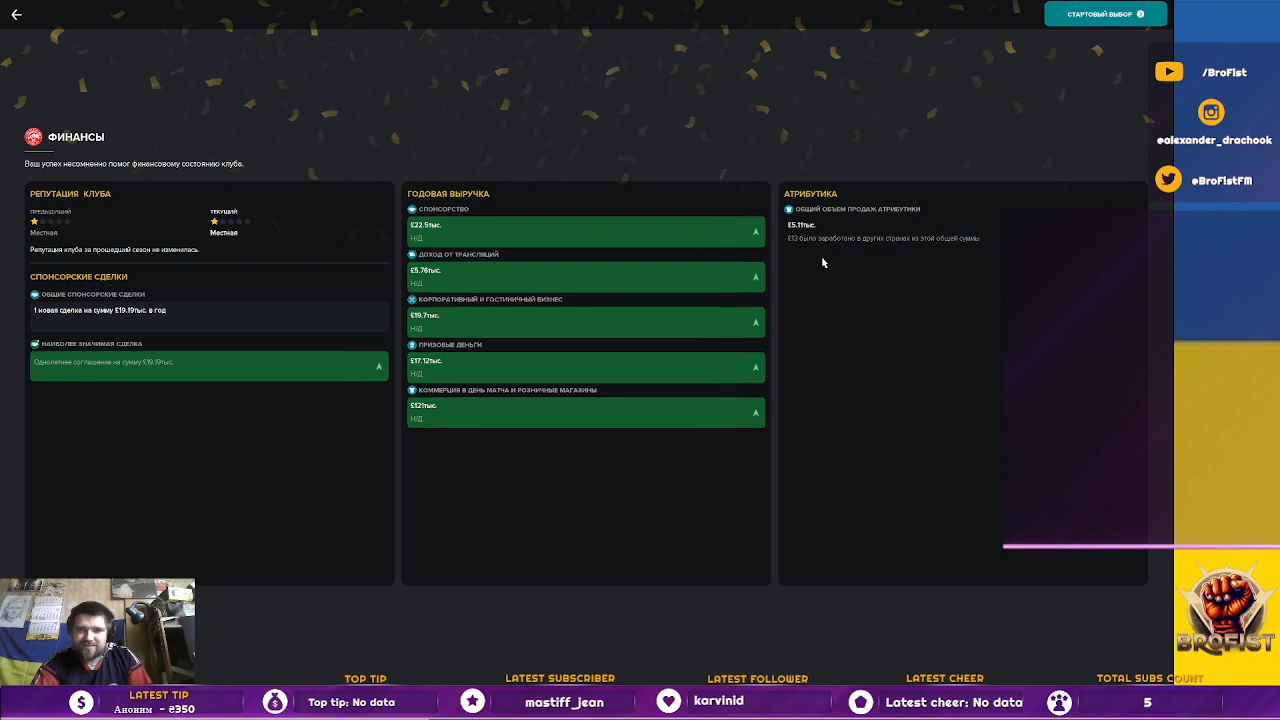 СТАРТОВЫЙ ВЫБОР
/BroFist
@alexander_drachook
@BroFistFM
ФИНАНСЫ
Ваш успех несомненно помог финансовому состоянию клуба.
РЕПУТАЦИЯ КЛУБА
ПРЕДЫДУЩИЙ
ТЕКУЩИЙ
Местная
Местная
Репутация клуба за прошедший сезон не изменилась.
СПОНСОРСКИЕ СДЕЛКИ
ОБЩИЕ СПОНСОРСКИЕ СДЕЛКИ
1 новая сделка на сумму £19.19тыс. в год
НАИБОЛЕЕ ЗНАЧИМАЯ СДЕЛКА
Однолетнее соглашение на сумму £19.19тыс.
ГОДОВАЯ ВЫРУЧКА
СПОНСОРСТВО
£22.5тыс.
Н/Д
ДОХОД ОТ ТРАНСЛЯЦИЙ
£5.76тыс.
Н/Д
КОРПОРАТИВНЫЙ И ГОСТИНИЧНЫЙ БИЗНЕС
£19.7тыс.
Н/Д
ПРИЗОВЫЕ ДЕНЬГИ
£17.12тыс.
Н/Д
КОММЕРЦИЯ В ДЕНЬ МАТЧА И РОЗНИЧНЫЕ МАГАЗИНЫ
£121тыс.
Н/Д
АТРИБУТИКА
ОБЩИЙ ОБЪЕМ ПРОДАЖ АТРИБУТИКИ
£5.11тыс.
£13 было заработано в других странах из этой общей суммы
BROFIST
LATEST TIP
Аноним - ₴350
TOP TIP
Top tip: No data
LATEST SUBSCRIBER
mastiff_jean
LATEST FOLLOWER
karvinid
LATEST CHEER
Latest cheer: No data
TOTAL SUBS COUNT
5